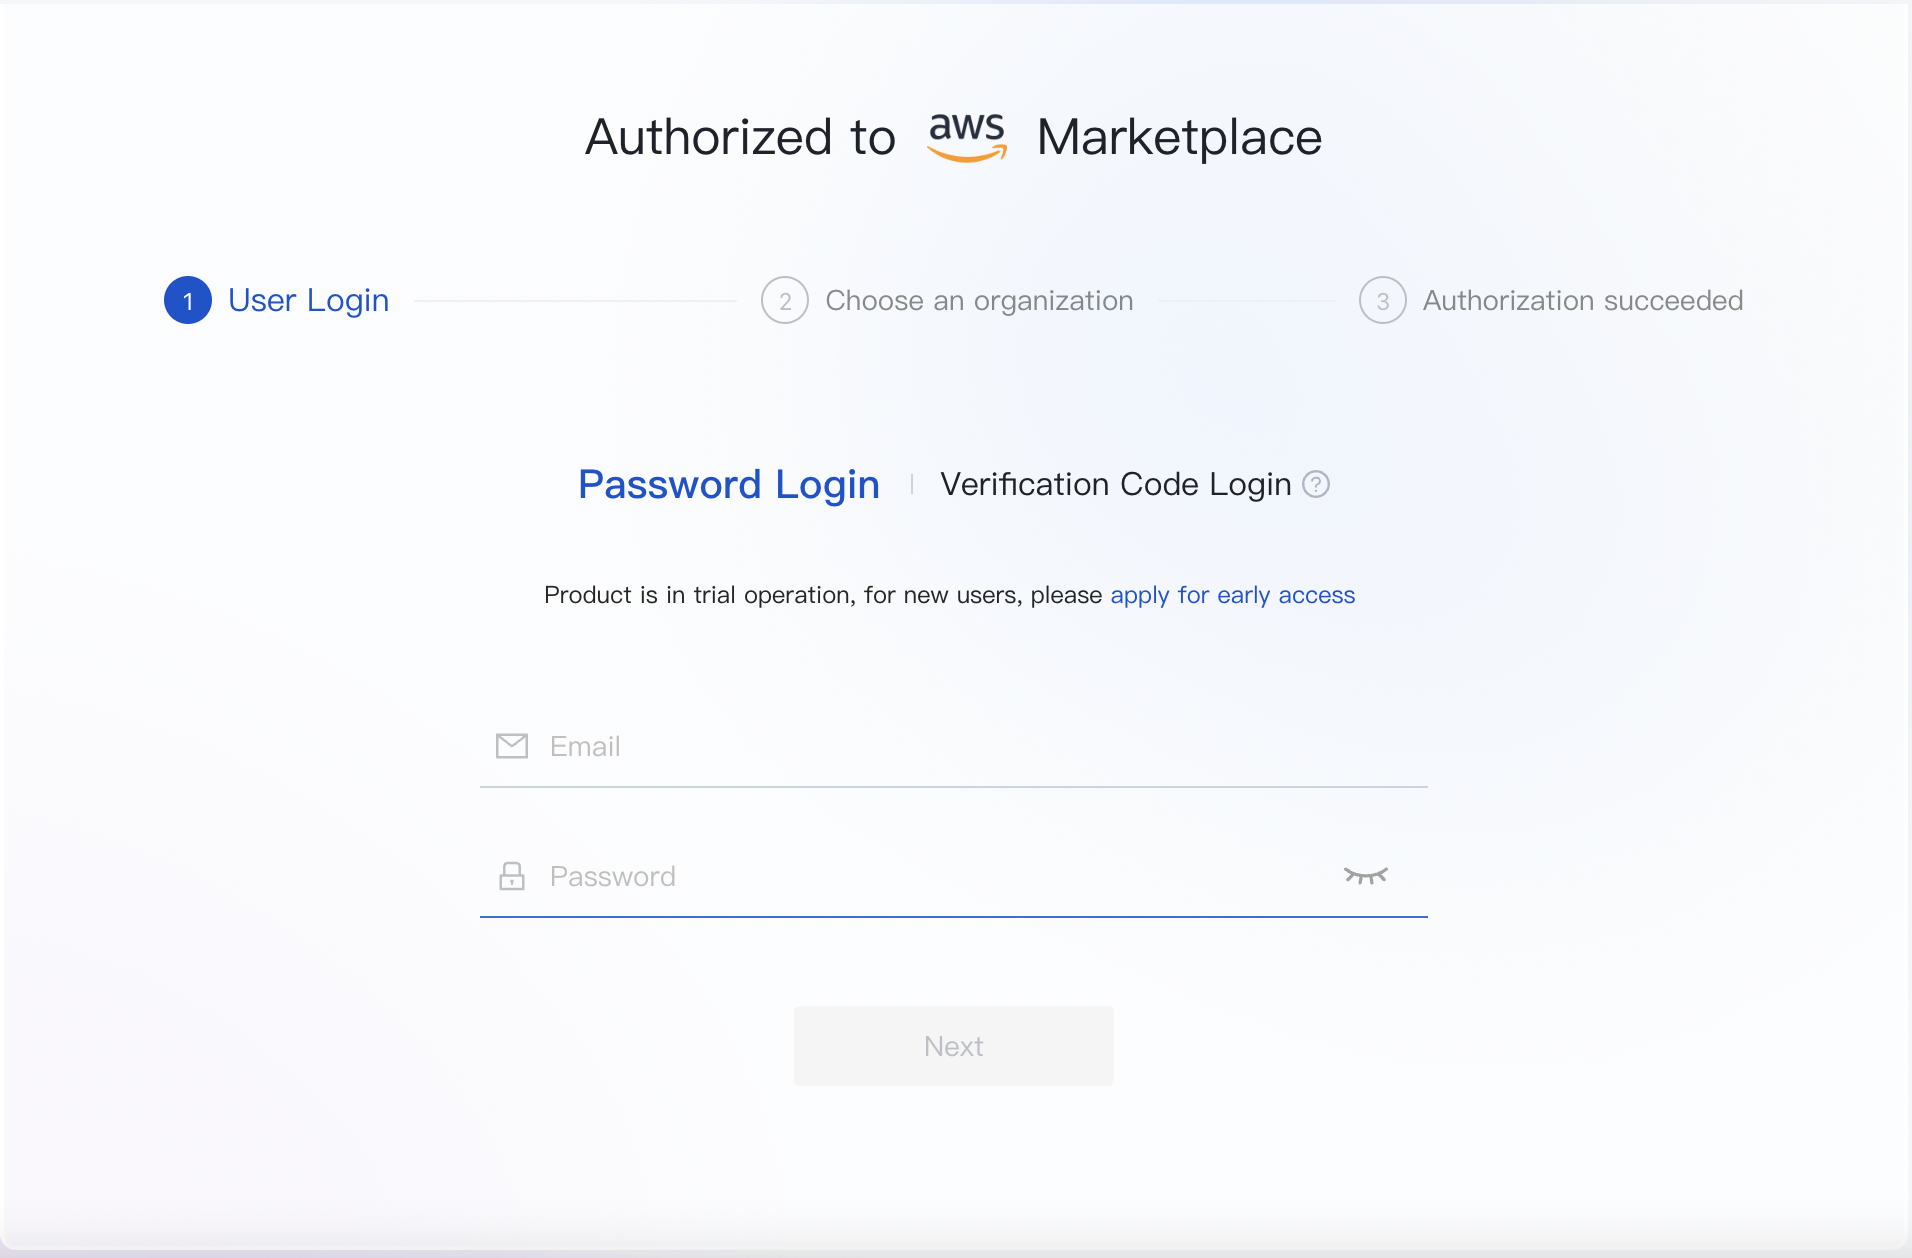 Authorized to aws Marketplace
1 User Login 2 Choose an organization 3 Authorization succeeded
Password Login Verification Code Login ?
Product is in trial operation, for new users, please apply for early access
Email
Password
Next